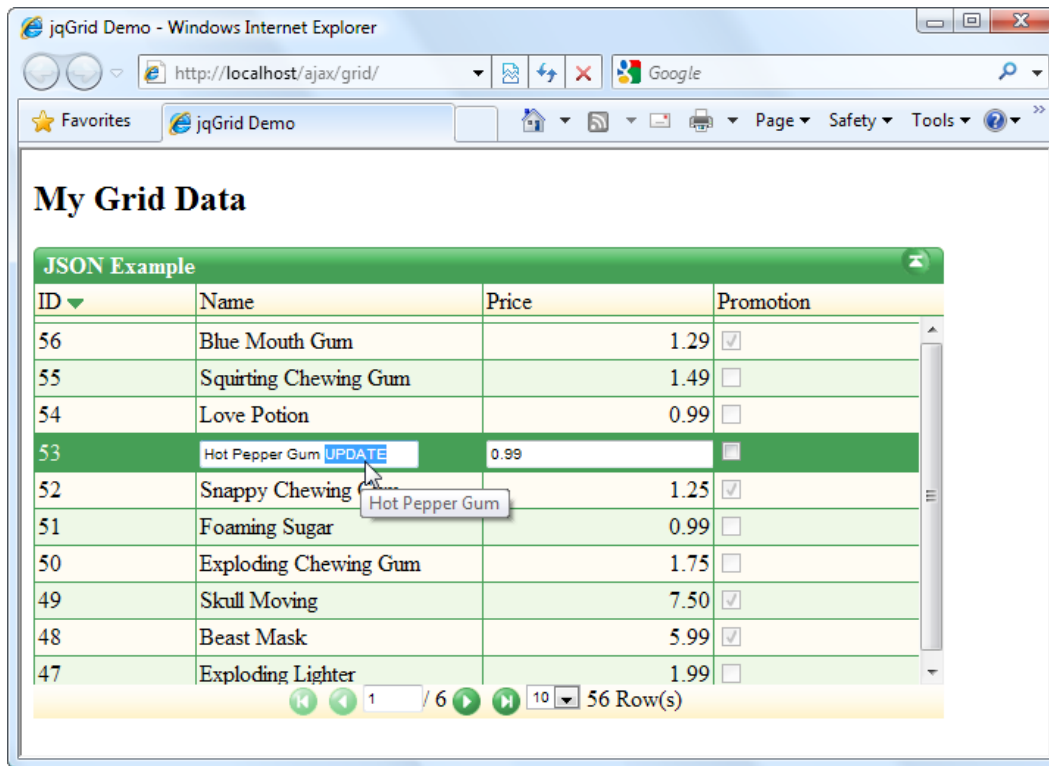 jqGrid Demo - Windows Internet Explorer
http://localhost/ajax/grid/ Google
Favorites jqGrid Demo Page Safety Tools
My Grid Data
JSON Example
ID Name Price Promotion
56 Blue Mouth Gum 1.29
55 Squirting Chewing Gum 1.49
54 Love Potion 0.99
53 Hot Pepper Gum UPDATE 0.99
52 Snappy Chewing 1.25
Hot Pepper Gum
51 Foaming Sugar 0.99
50 Exploding Chewing Gum 1.75
49 Skull Moving 7.50
48 Beast Mask 5.99
47 Exploding Lighter 1.99
1 / 6 10 56 Row(s)